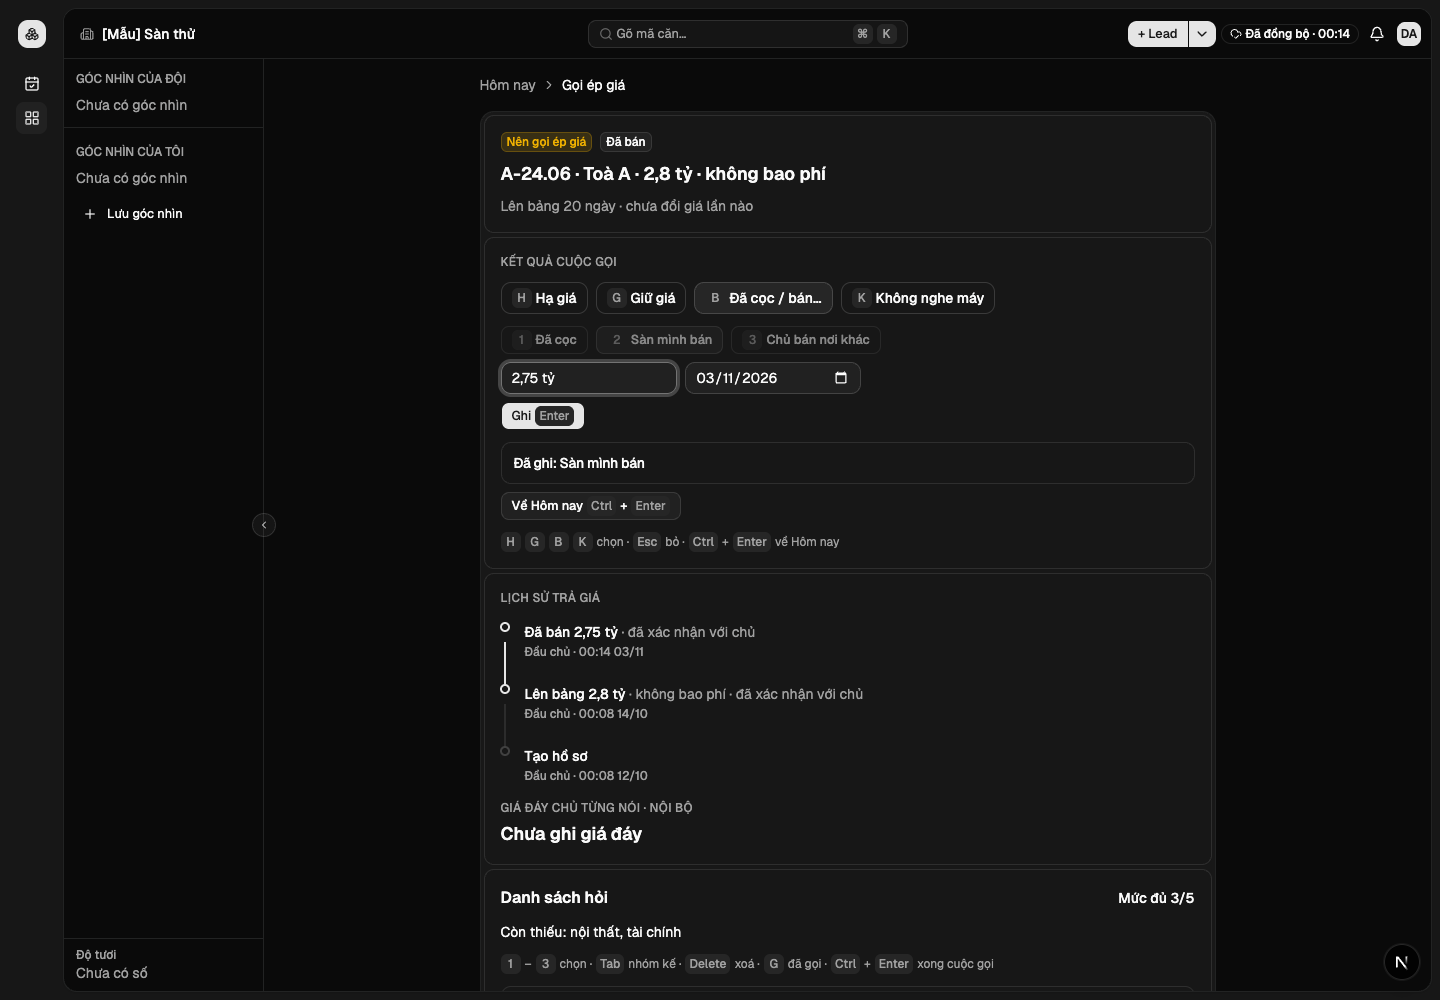 [Mẫu] Sàn thử
Gõ mã căn... ⌘ K
+ Lead
Đã đồng bộ · 00:14
DA
GÓC NHÌN CỦA ĐỘI
Chưa có góc nhìn
GÓC NHÌN CỦA TÔI
Chưa có góc nhìn
+ Lưu góc nhìn
Độ tươi
Chưa có số
Hôm nay > Gọi ép giá
Nên gọi ép giá Đã bán
A-24.06 · Toà A · 2,8 tỷ · không bao phí
Lên bảng 20 ngày · chưa đổi giá lần nào
KẾT QUẢ CUỘC GỌI
H Hạ giá G Giữ giá B Đã cọc / bán... K Không nghe máy
1 Đã cọc 2 Sàn mình bán 3 Chủ bán nơi khác
2,75 tỷ 03/11/2026
Ghi Enter
Đã ghi: Sàn mình bán
Về Hôm nay Ctrl + Enter
H G B K chọn · Esc bỏ · Ctrl + Enter về Hôm nay
LỊCH SỬ TRẢ GIÁ
Đã bán 2,75 tỷ · đã xác nhận với chủ
Đầu chủ · 00:14 03/11
Lên bảng 2,8 tỷ · không bao phí · đã xác nhận với chủ
Đầu chủ · 00:08 14/10
Tạo hồ sơ
Đầu chủ · 00:08 12/10
GIÁ ĐÁY CHỦ TỪNG NÓI · NỘI BỘ
Chưa ghi giá đáy
Danh sách hỏi Mức đủ 3/5
Còn thiếu: nội thất, tài chính
1 – 3 chọn · Tab nhóm kế · Delete xoá · G đã gọi · Ctrl + Enter xong cuộc gọi
N